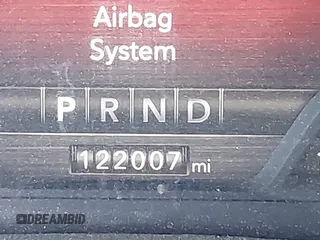 Airbag
System
P R N D
122007 mi
DREAMBID